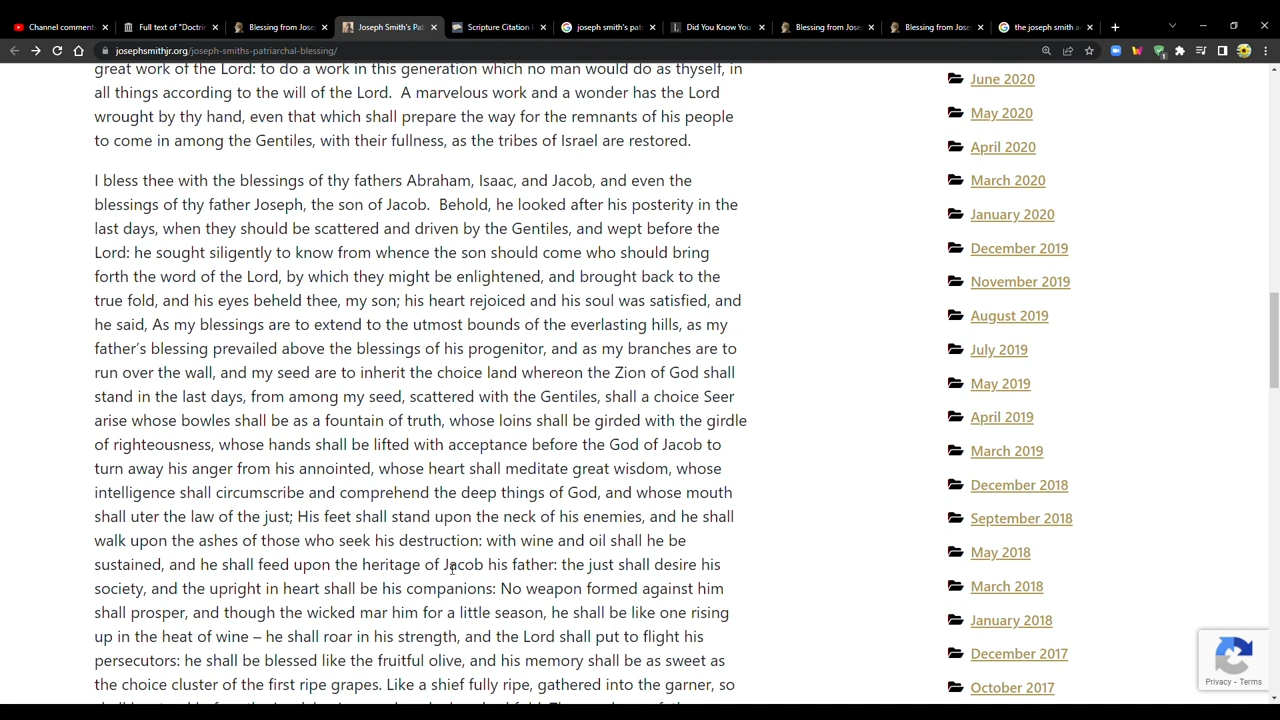 Channel comment:
Full text of "Doctri
Blessing from Jose
Joseph Smith's Pat
Scripture Citation I
joseph smith's pat
Did You Know You
Blessing from Jose
Blessing from Jose
the joseph smith a
josephsmithjr.org/joseph-smiths-patriarchal-blessing/
great work of the Lord: to do a work in this generation which no man would do as thyself, in
all things according to the will of the Lord.  A marvelous work and a wonder has the Lord
wrought by thy hand, even that which shall prepare the way for the remnants of his people
to come in among the Gentiles, with their fullness, as the tribes of Israel are restored.
I bless thee with the blessings of thy fathers Abraham, Isaac, and Jacob, and even the
blessings of thy father Joseph, the son of Jacob.  Behold, he looked after his posterity in the
last days, when they should be scattered and driven by the Gentiles, and wept before the
Lord: he sought siligently to know from whence the son should come who should bring
forth the word of the Lord, by which they might be enlightened, and brought back to the
true fold, and his eyes beheld thee, my son; his heart rejoiced and his soul was satisfied, and
he said, As my blessings are to extend to the utmost bounds of the everlasting hills, as my
father's blessing prevailed above the blessings of his progenitor, and as my branches are to
run over the wall, and my seed are to inherit the choice land whereon the Zion of God shall
stand in the last days, from among my seed, scattered with the Gentiles, shall a choice Seer
arise whose bowles shall be as a fountain of truth, whose loins shall be girded with the girdle
of righteousness, whose hands shall be lifted with acceptance before the God of Jacob to
turn away his anger from his annointed, whose heart shall meditate great wisdom, whose
intelligence shall circumscribe and comprehend the deep things of God, and whose mouth
shall uter the law of the just; His feet shall stand upon the neck of his enemies, and he shall
walk upon the ashes of those who seek his destruction: with wine and oil shall he be
sustained, and he shall feed upon the heritage of Jacob his father: the just shall desire his
society, and the upright in heart shall be his companions: No weapon formed against him
shall prosper, and though the wicked mar him for a little season, he shall be like one rising
up in the heat of wine – he shall roar in his strength, and the Lord shall put to flight his
persecutors: he shall be blessed like the fruitful olive, and his memory shall be as sweet as
the choice cluster of the first ripe grapes. Like a shief fully ripe, gathered into the garner, so
June 2020
May 2020
April 2020
March 2020
January 2020
December 2019
November 2019
August 2019
July 2019
May 2019
April 2019
March 2019
December 2018
September 2018
May 2018
March 2018
January 2018
December 2017
October 2017
Privacy - Terms